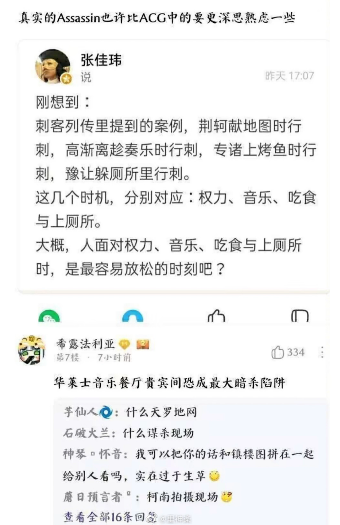 真实的Assassin也许比ACG中的要更深思熟虑一些
张佳玮
说
昨天 17:07
刚想到：
刺客列传里提到的案例，荆轲献地图时行
刺，高渐离趁奏乐时行刺，专诸上烤鱼时行
刺，豫让躲厕所里行刺。
这几个时机，分别对应：权力、音乐、吃食
与上厕所。
大概，人面对权力、音乐、吃食与上厕所
时，是最容易放松的时刻吧？
希露法利亚
第7楼 · 7小时前
334
华莱士音乐餐厅贵宾间恐成最大暗杀陷阱
芋仙人：什么天罗地网
石破大兰：什么谋杀现场
神琴。怀音：我可以把你的话和镇楼图拼在一起
给别人看吗，实在过于生草
屠日预言者：柯南拍摄现场
查看全部16条回复